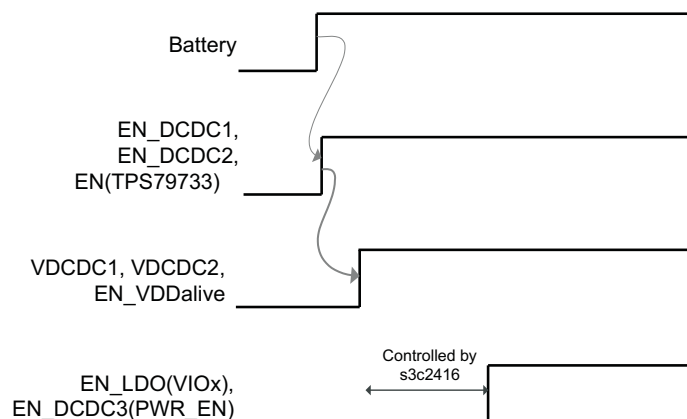 Battery
EN_DCDC1,
EN_DCDC2,
EN(TPS79733)
VDCDC1, VDCDC2,
EN_VDDalive
Controlled by
s3c2416
EN_LDO(VIOx),
EN_DCDC3(PWR_EN)